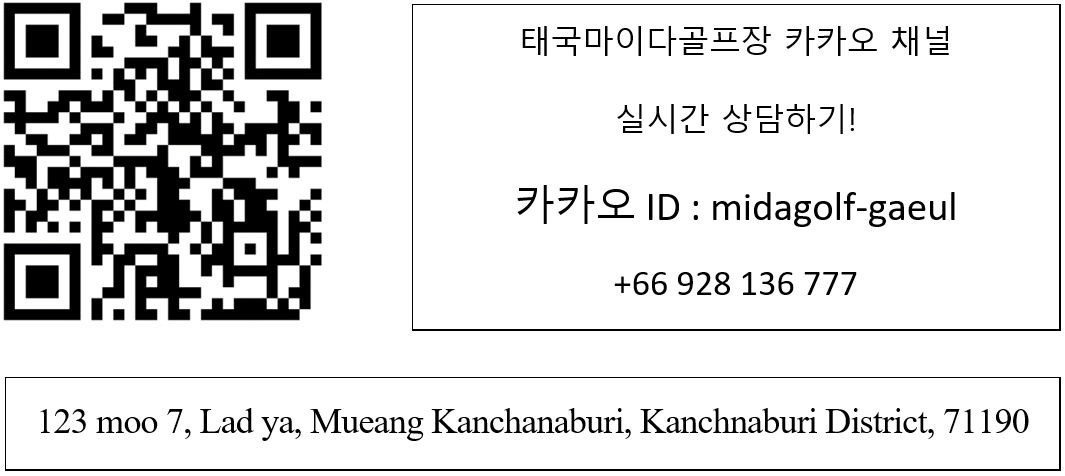 태국마이다골프장 카카오 채널
실시간 상담하기!
카카오 ID : midagolf-gaeul
+66 928 136 777
123 moo 7, Lad ya, Mueang Kanchanaburi, Kanchnaburi District, 71190